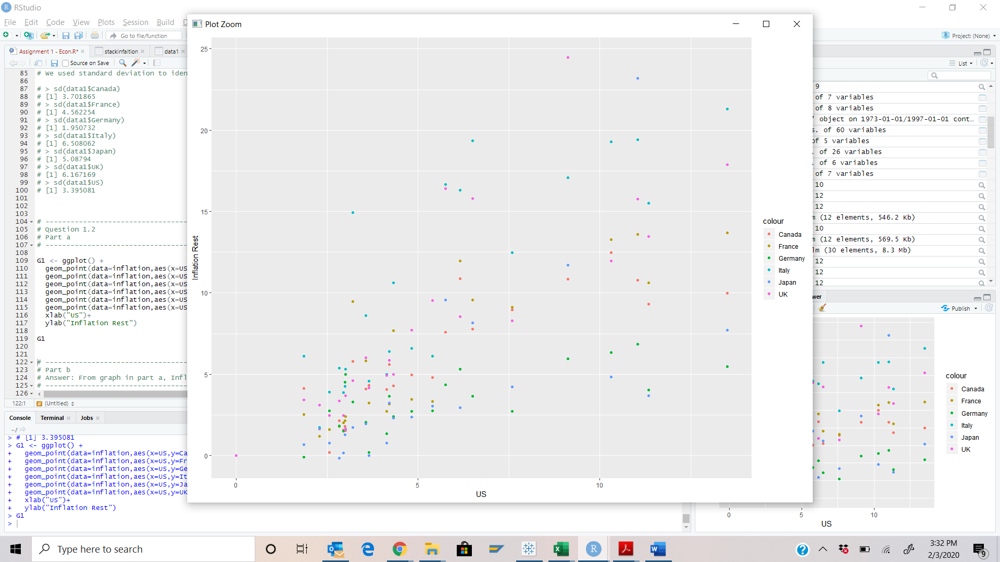 RStudio
File Edit Code View Plots Session Build
Go to file/function
Project: (None)
Assignment 1 - Econ.R*
stackinfaltion
data1
Source on Save
85 # We used standard deviation to iden
86
87 # > sd(data1$Canada)
88 # [1] 3.701865
89 # > sd(data1$France)
90 # [1] 4.562254
91 # > sd(data1$Germany)
92 # [1] 1.950732
93 # > sd(data1$Italy)
94 # [1] 6.508062
95 # > sd(data1$Japan)
96 # [1] 5.08794
97 # > sd(data1$UK)
98 # [1] 6.167169
99 # > sd(data1$US)
100 # [1] 3.395081
101
102
103
104 # ------------------------------------
105 # Question 1.2
106 # Part a
107 # ------------------------------------
108
109 G1 <- ggplot() +
110 geom_point(data=inflation,aes(x=US
111 geom_point(data=inflation,aes(x=US
112 geom_point(data=inflation,aes(x=US
113 geom_point(data=inflation,aes(x=US
114 geom_point(data=inflation,aes(x=US
115 geom_point(data=inflation,aes(x=US
116 xlab("US")+
117 ylab("Inflation Rest")
118
119 G1
120
121
122 # ------------------------------------
123 # Part b
124 # Answer: From graph in part a, Infl
125 # ------------------------------------
126
122:1 # (Untitled)
Console Terminal Jobs
~/
> # [1] 3.395081
> G1 <- ggplot() +
+ geom_point(data=inflation,aes(x=US,y=Ca
+ geom_point(data=inflation,aes(x=US,y=Fr
+ geom_point(data=inflation,aes(x=US,y=Ge
+ geom_point(data=inflation,aes(x=US,y=It
+ geom_point(data=inflation,aes(x=US,y=Ja
+ geom_point(data=inflation,aes(x=US,y=UK
+ xlab("US")+
+ ylab("Inflation Rest")
> G1
>
Plot Zoom
25
20
15
10
5
0
Inflation Rest
0 5 10
US
colour
Canada
France
Germany
Italy
Japan
UK
List
9
of 7 variables
of 8 variables
' object on 1973-01-01/1997-01-01 cont…
s. of 60 variables
of 5 variables
. of 26 variables
. of 6 variables
of 7 variables
10
12
12
m (12 elements, 546.2 Kb)
10
m (12 elements, 569.5 Kb)
lm (30 elements, 8.3 Mb)
12
12
12
wer
Publish
colour
Canada
France
Germany
Italy
Japan
UK
0 5 10
US
Type here to search
3:32 PM
2/3/2020
9